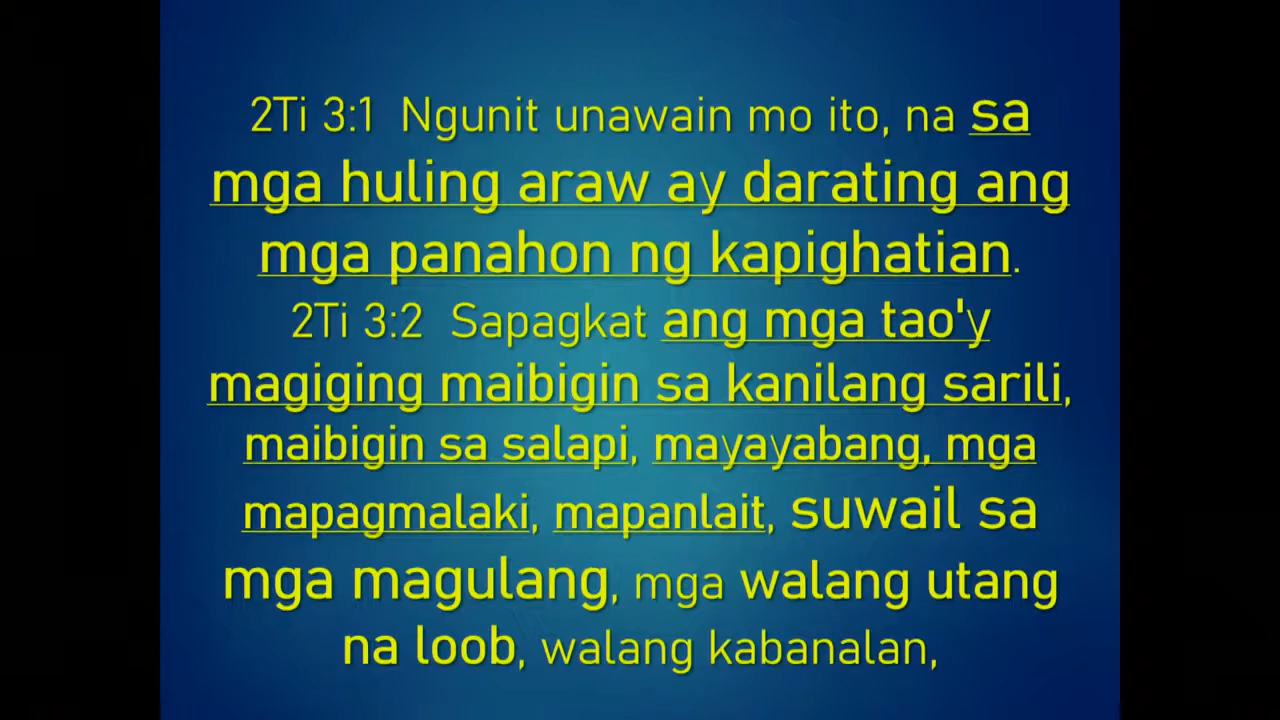 2Ti 3:1  Ngunit unawain mo ito, na sa
mga huling araw ay darating ang
mga panahon ng kapighatian.
2Ti 3:2  Sapagkat ang mga tao'y
magiging maibigin sa kanilang sarili,
maibigin sa salapi, mayayabang, mga
mapagmalaki, mapanlait, suwail sa
mga magulang, mga walang utang
na loob, walang kabanalan,